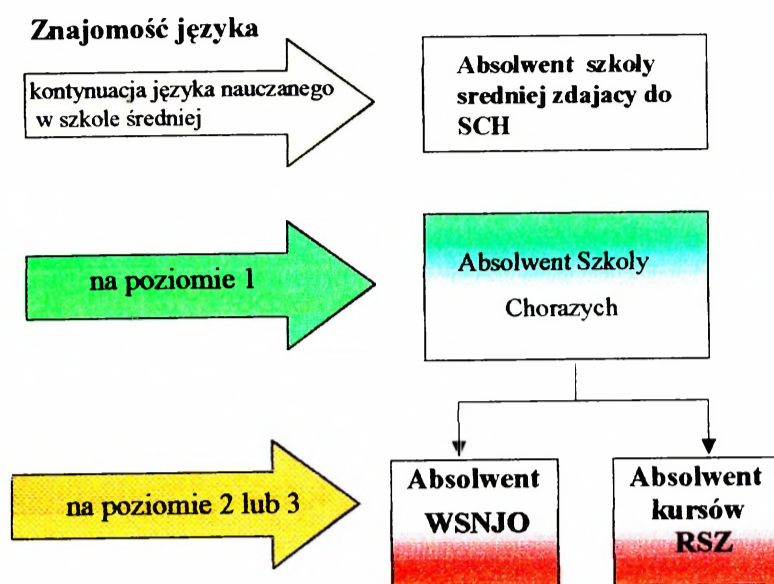 Znajomość języka
kontynuacja języka nauczanego
w szkole średniej
Absolwent szkoły
sredniej zdajacy do
SCH
na poziomie 1
Absolwent Szkoly
Chorazych
na poziomie 2 lub 3
Absolwent
WSNJO
Absolwent
kursów
RSZ